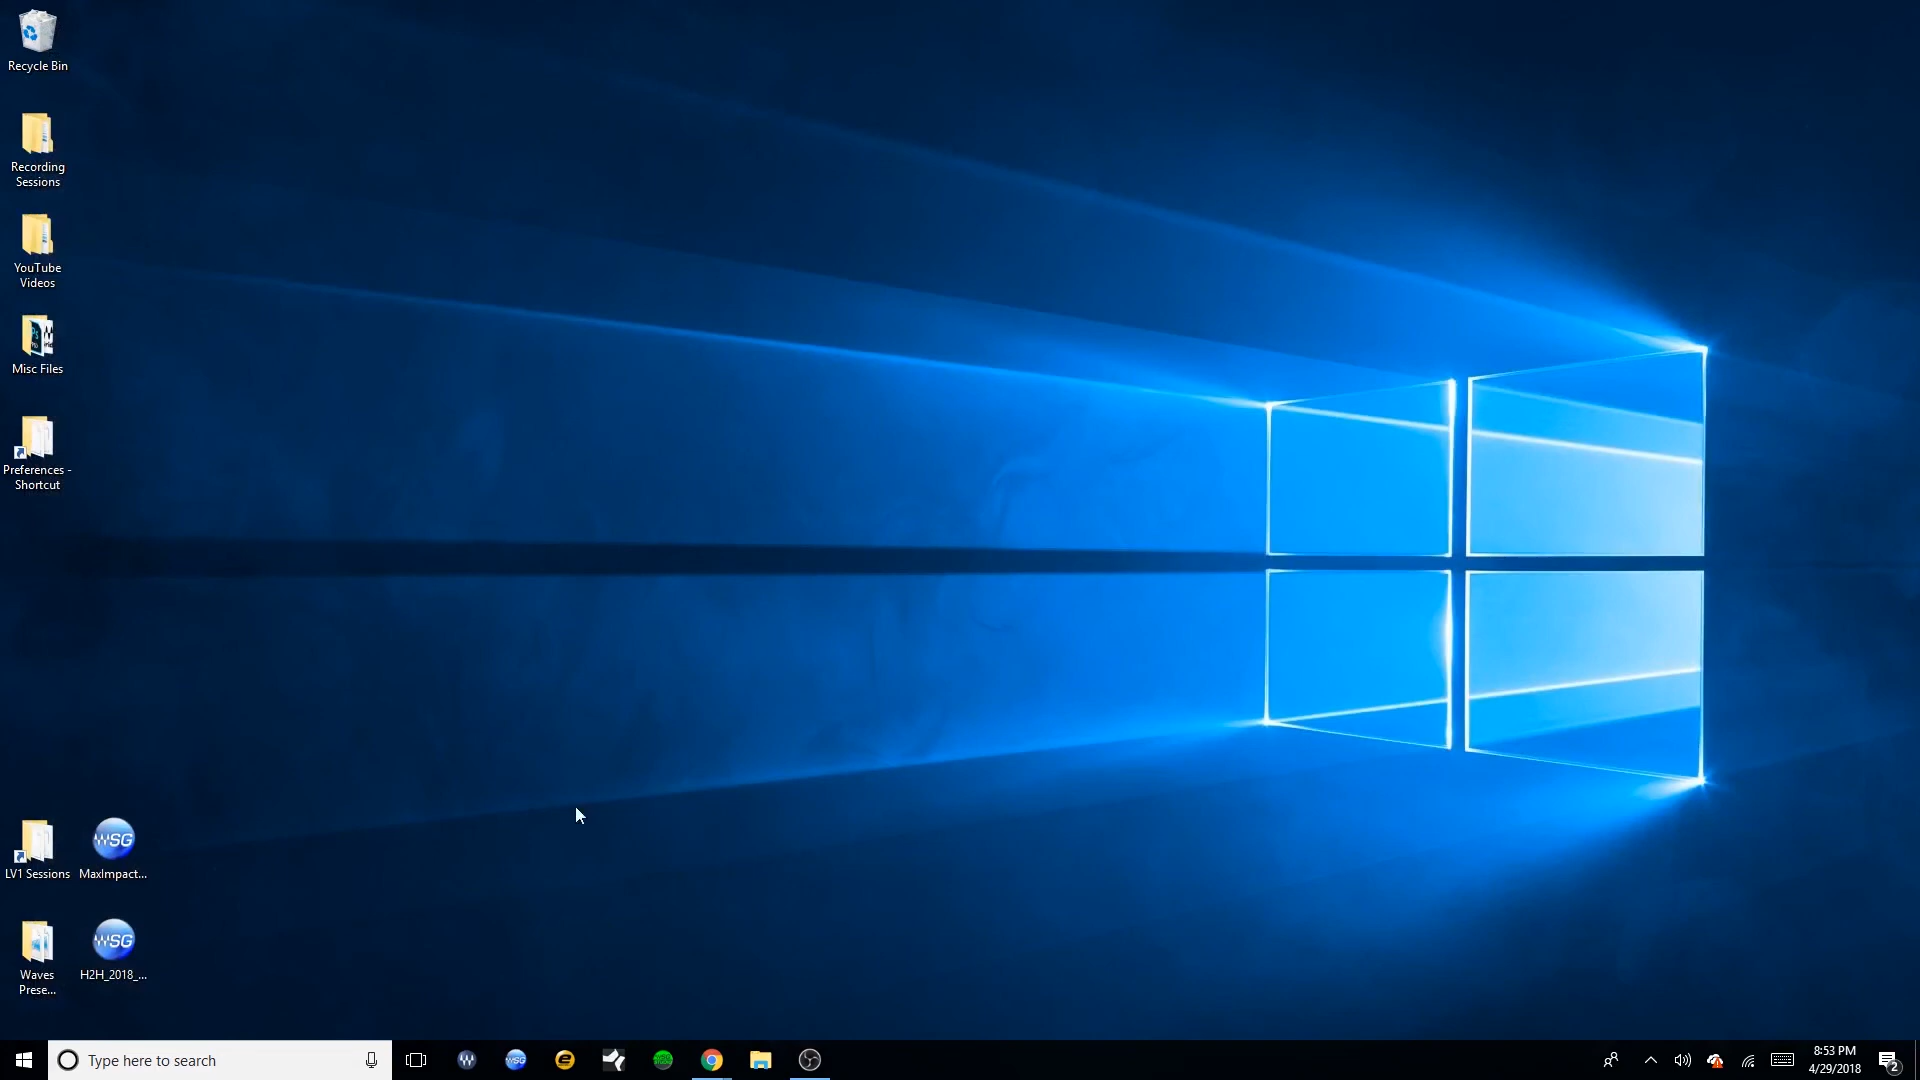 Recycle Bin
Recording
Sessions
YouTube
Videos
Misc Files
Preferences -
Shortcut
WSG
LV1 Sessions
MaxImpact...
WSG
Waves
Prese...
H2H_2018_...
Type here to search
WSG
8:53 PM
4/29/2018
2